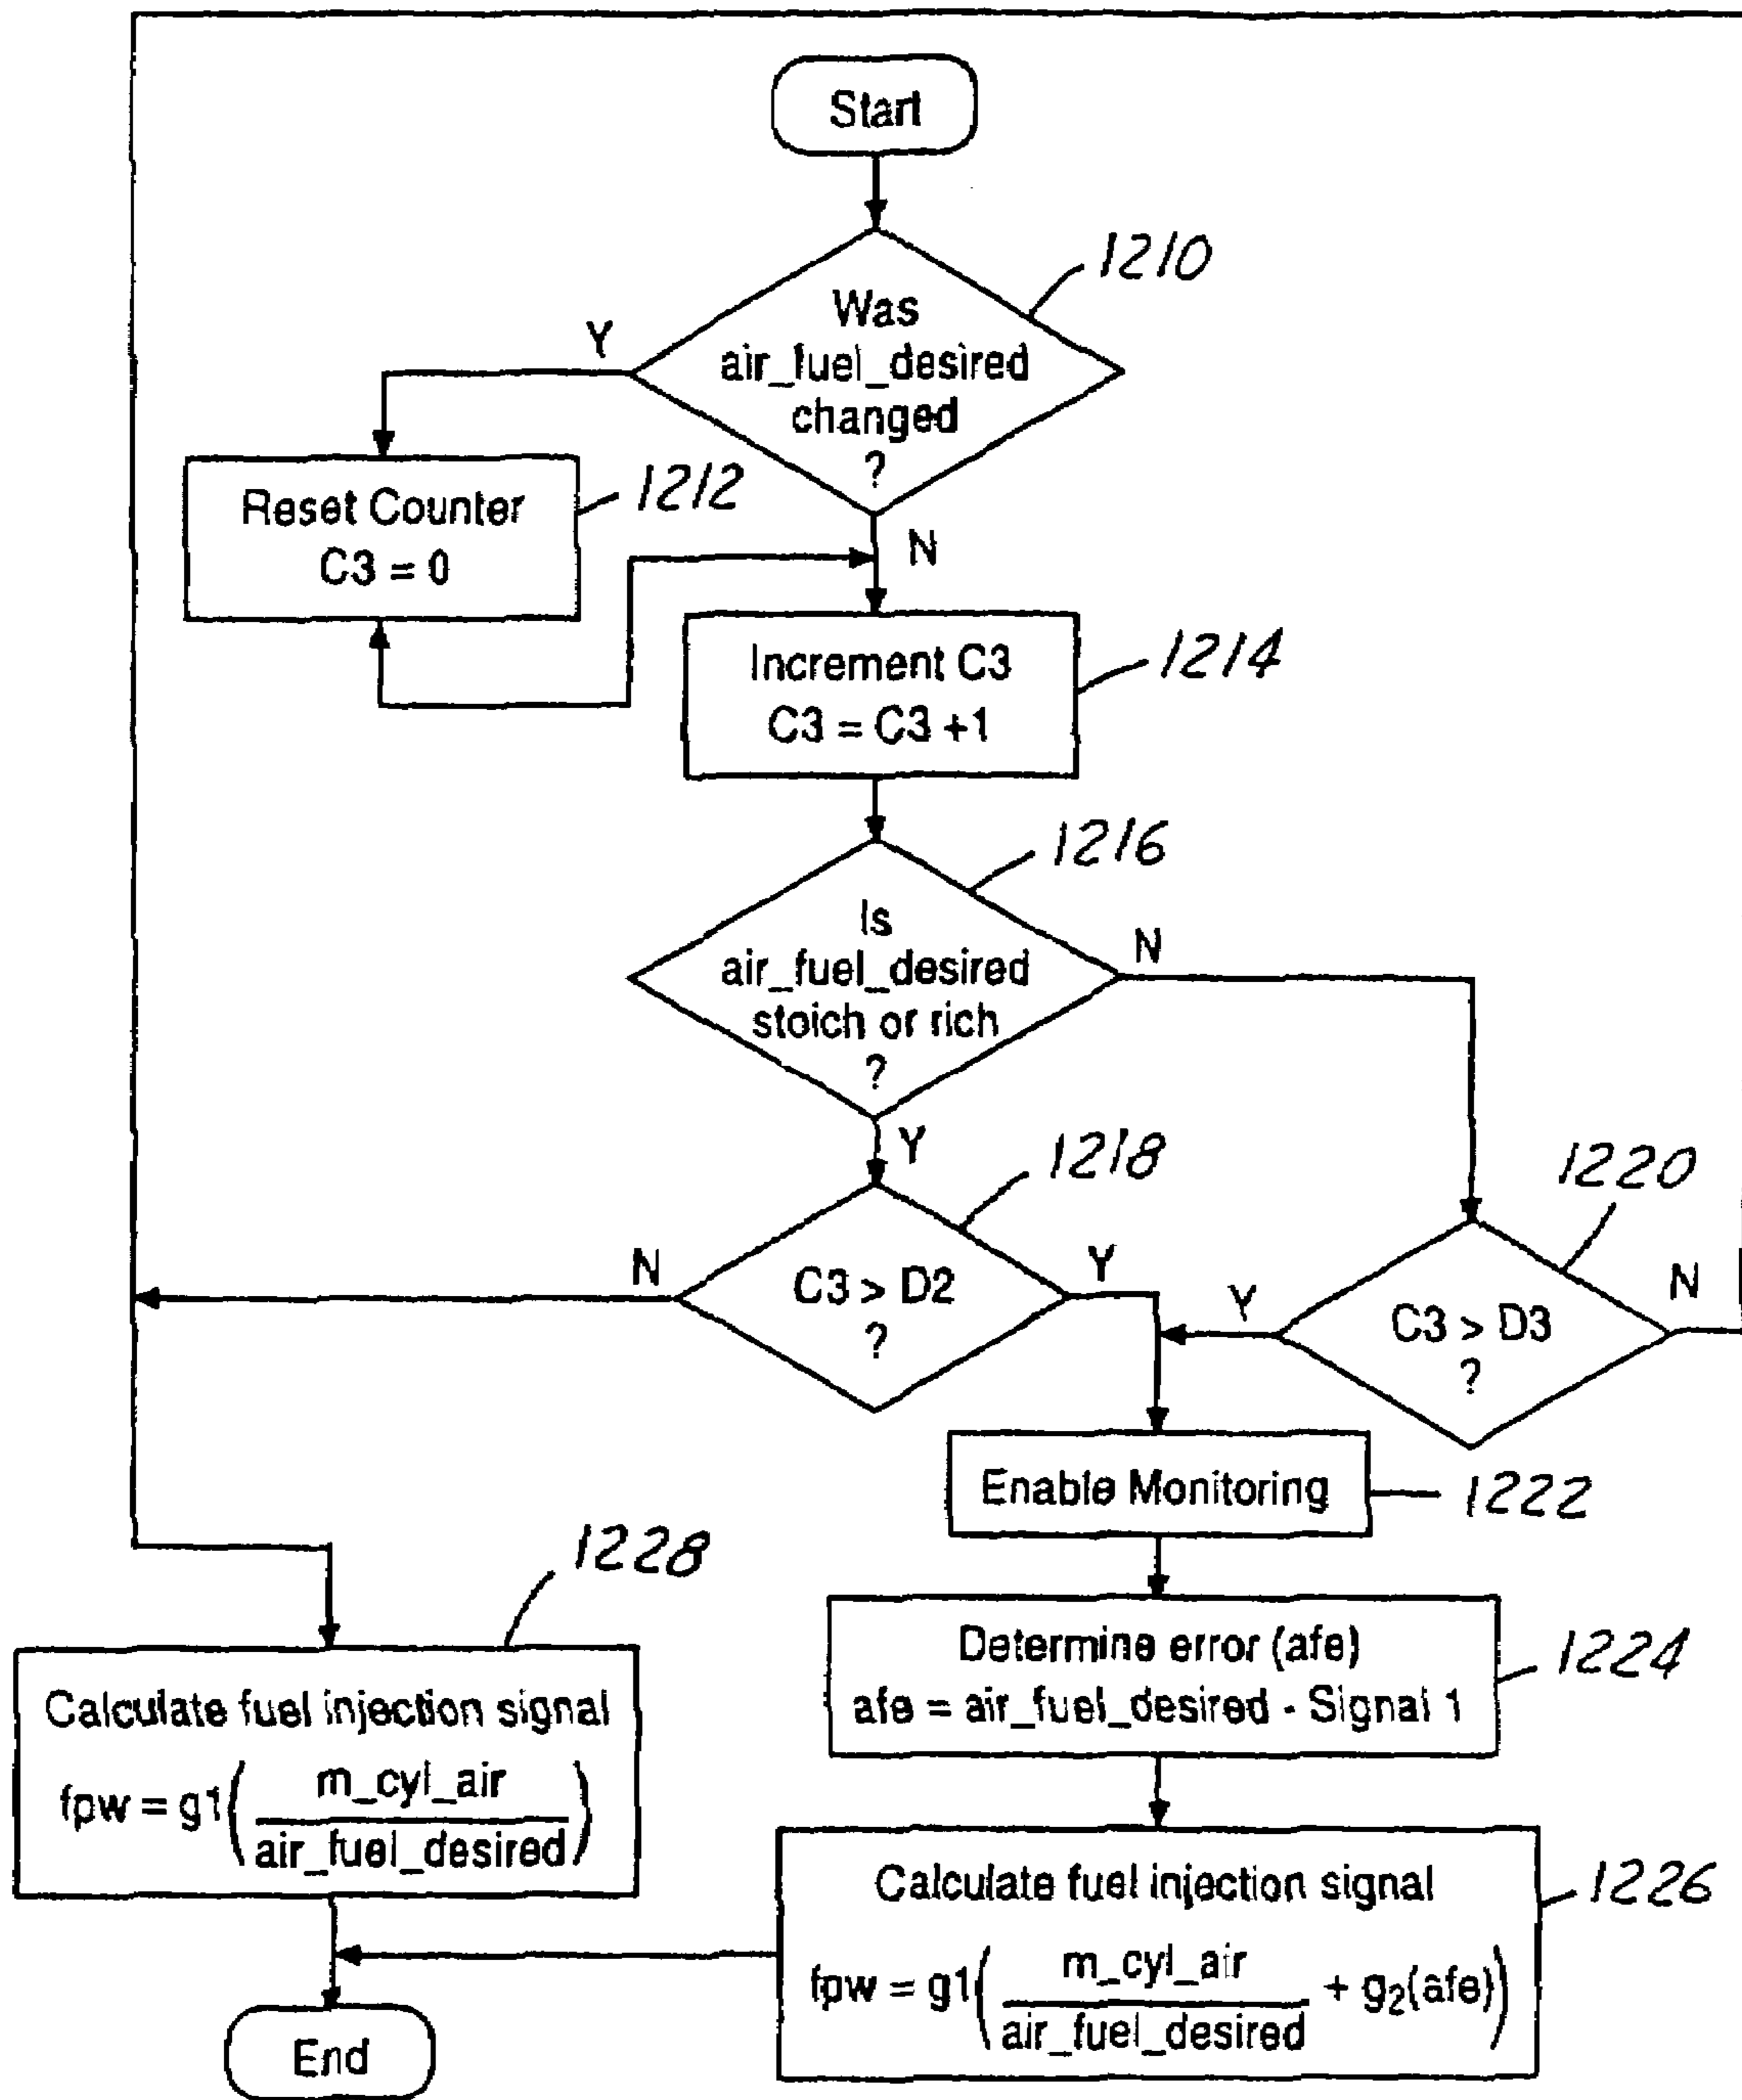 Start
1210
Was
air_fuel_desired
changed
?
Y
N
1212
Reset Counter
C3 = 0
1214
Increment C3
C3 = C3 +1
1216
Is
air_fuel_desired
stoich or rich
?
N
Y
1218
C3 > D2
?
N
Y
1220
C3 > D3
?
Y
N
Enable Monitoring
1222
1228
Calculate fuel injection signal
fpw = g1(m_cyl_air / air_fuel_desired)
1224
Determine error (afe)
afe = air_fuel_desired - Signal 1
1226
Calculate fuel injection signal
fpw = g1(m_cyl_air / air_fuel_desired + g₂(afe))
End